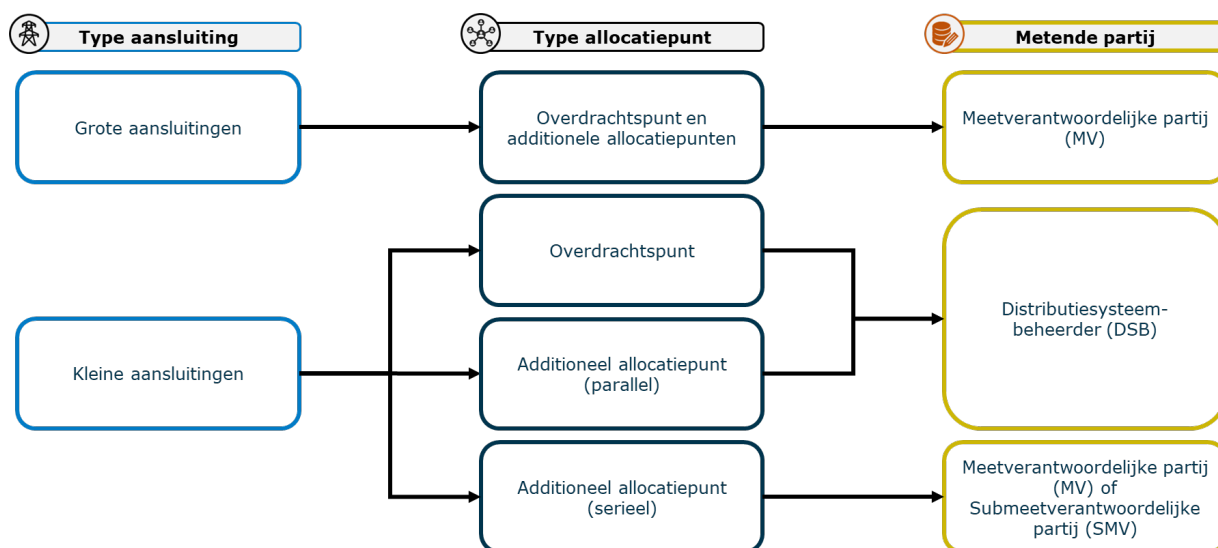 Type aansluiting
Type allocatiepunt
Metende partij
Grote aansluitingen
Overdrachtspunt en
additionele allocatiepunten
Meetverantwoordelijke partij
(MV)
Overdrachtspunt
Distributiesysteem-
beheerder (DSB)
Kleine aansluitingen
Additioneel allocatiepunt
(parallel)
Additioneel allocatiepunt
(serieel)
Meetverantwoordelijke partij
(MV) of
Submeetverantwoordelijke
partij (SMV)